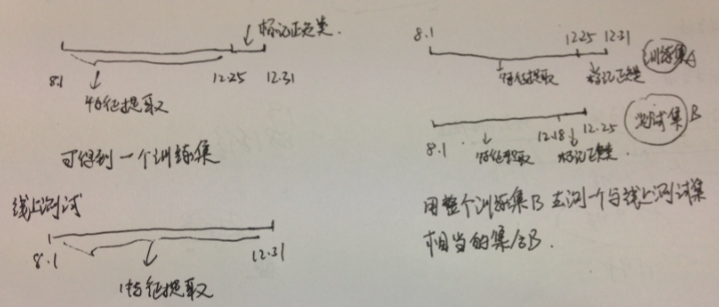 标记正负类.
8.1
12.25
12.31
特征提取
可得到一个训练集
线上测试
8.1
12.31
特征提取
8.1
12.25
12.31
训练集A
特征提取
标记正类
8.1
12.18
12.25
测试集B
特征提取
标记正类.
用整个训练集B 去测一个与线上测试集
相当的集合B.